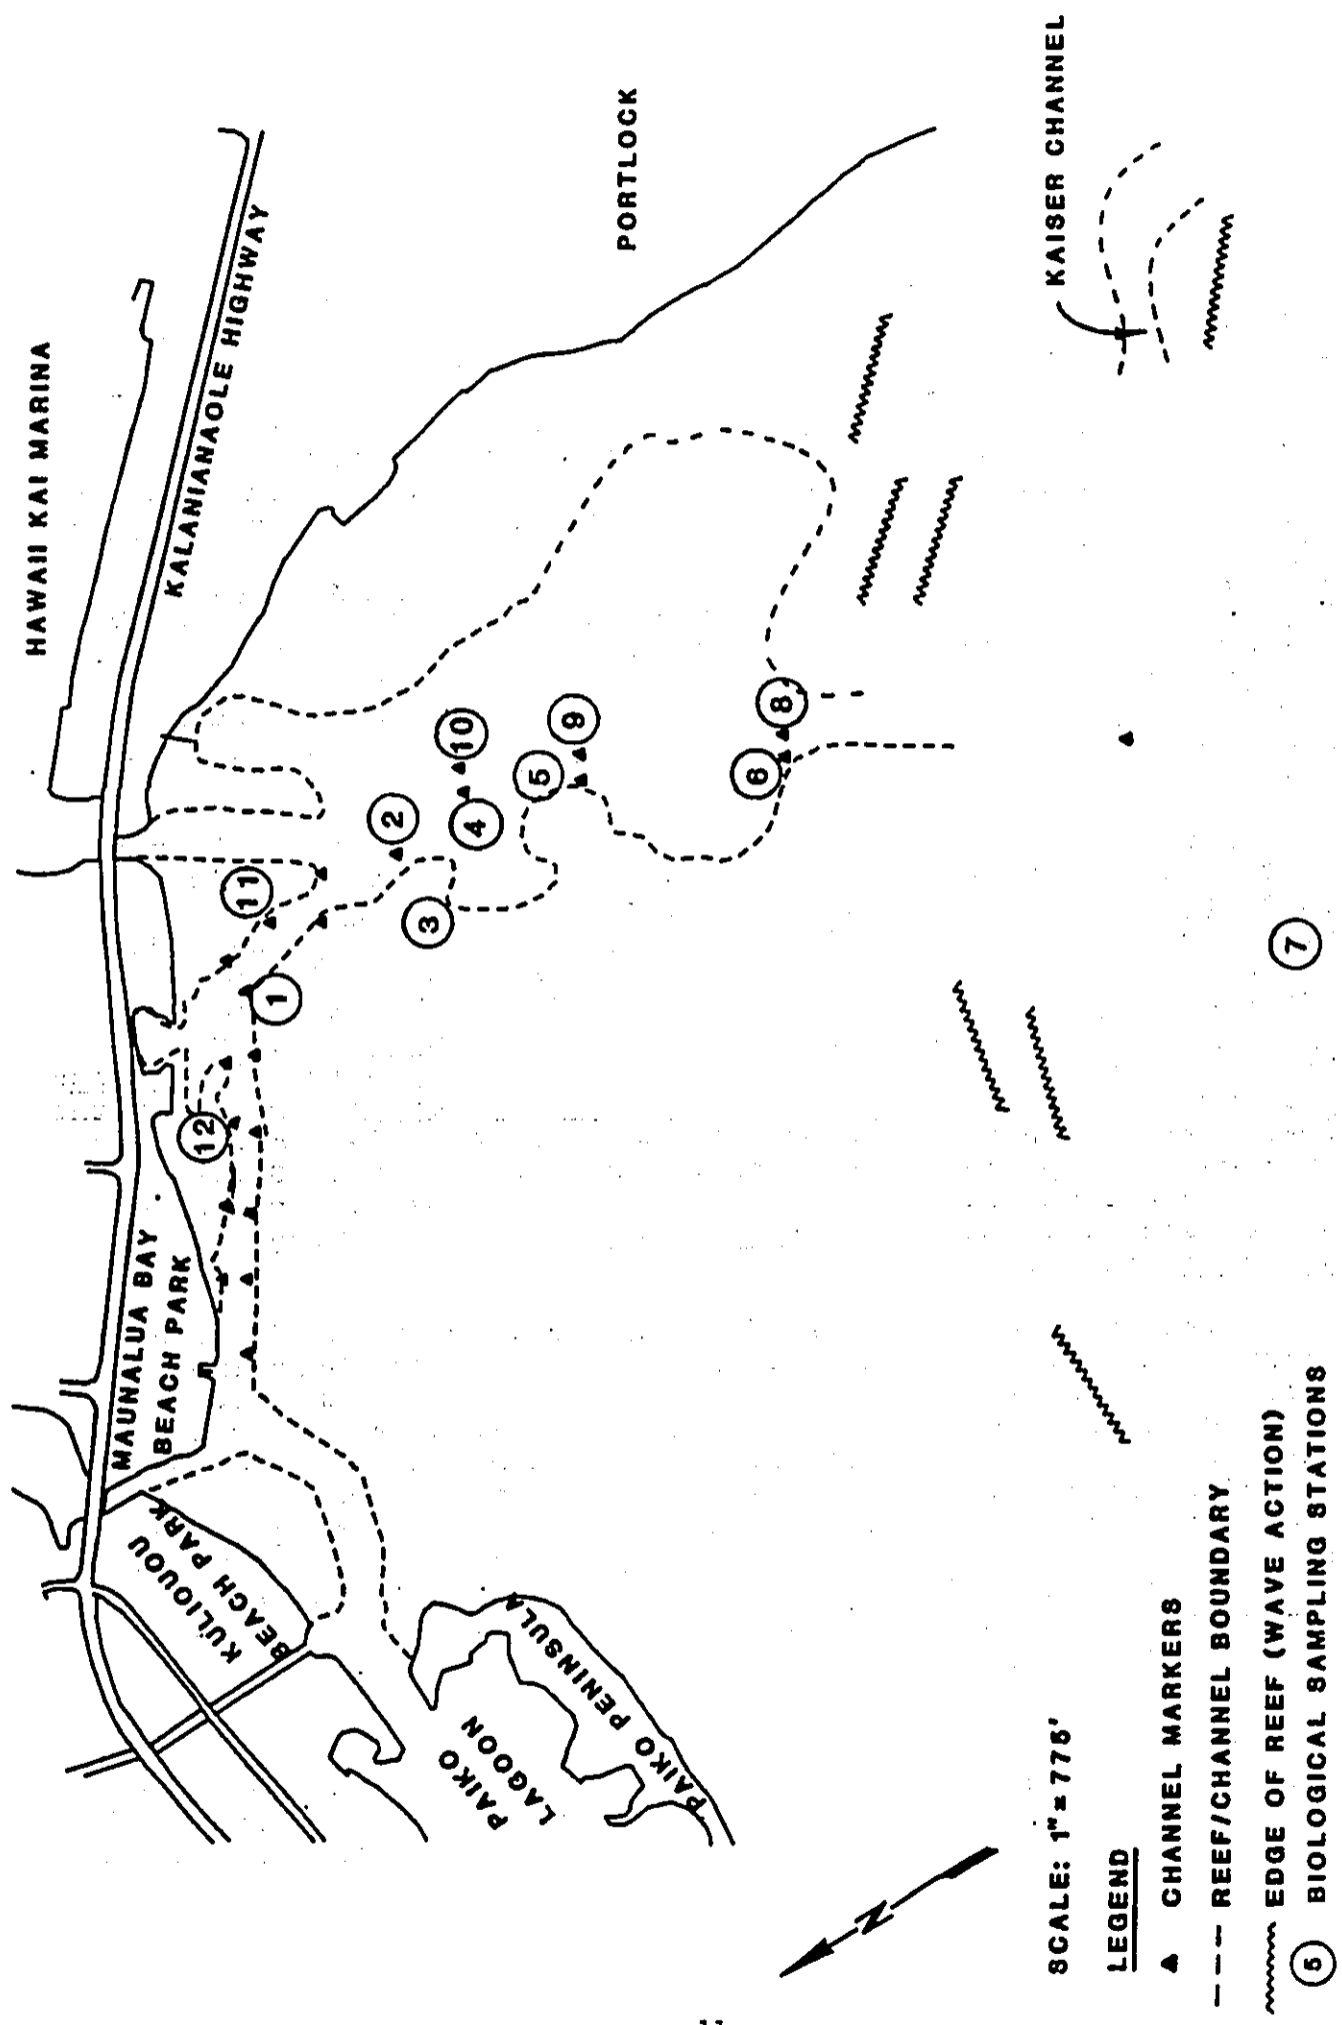 HAWAII KAI MARINA
KALANIANAOLE HIGHWAY
PORTLOCK
KAISER CHANNEL
MAUNALUA BAY
BEACH PARK
KULIOUOU
BEACH PARK
PAIKO
LAGOON
PAIKO PENINSULA
1
2
3
4
5
6
7
8
9
10
11
12
N
SCALE: 1"=775'
LEGEND
CHANNEL MARKERS
REEF/CHANNEL BOUNDARY
EDGE OF REEF (WAVE ACTION)
5 BIOLOGICAL SAMPLING STATIONS